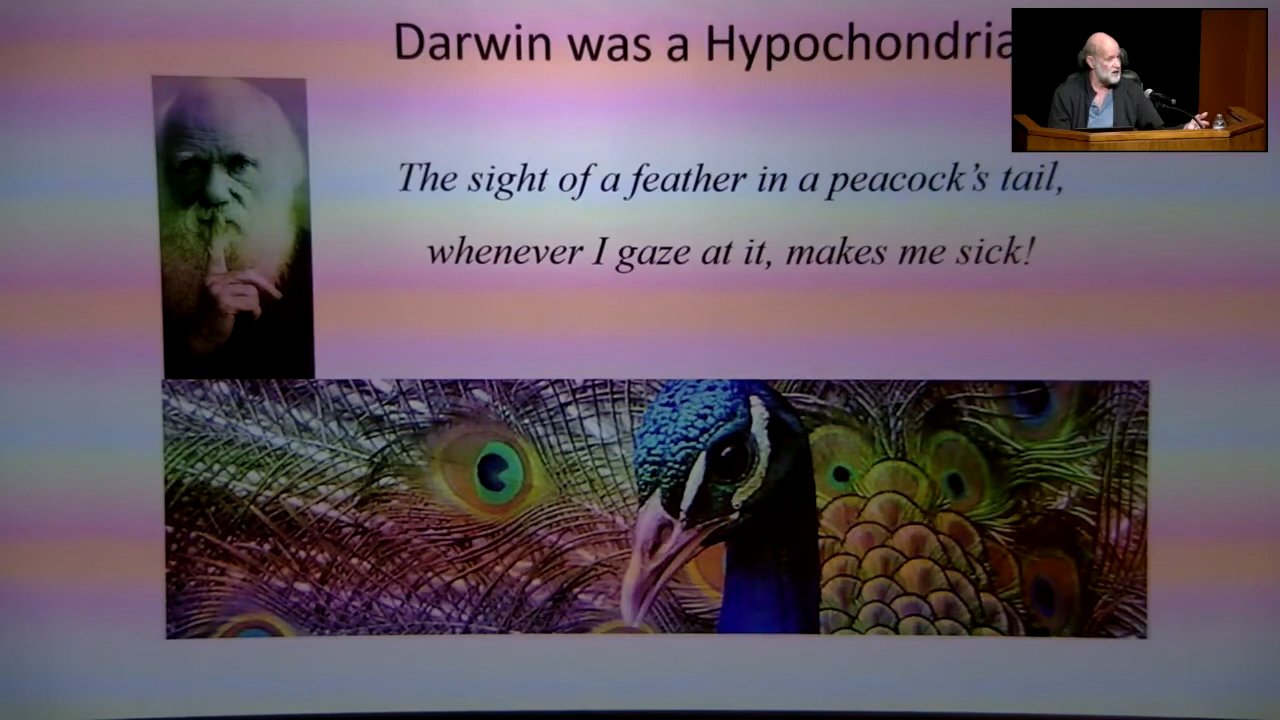 Darwin was a Hypochondria
The sight of a feather in a peacock's tail,
whenever I gaze at it, makes me sick!